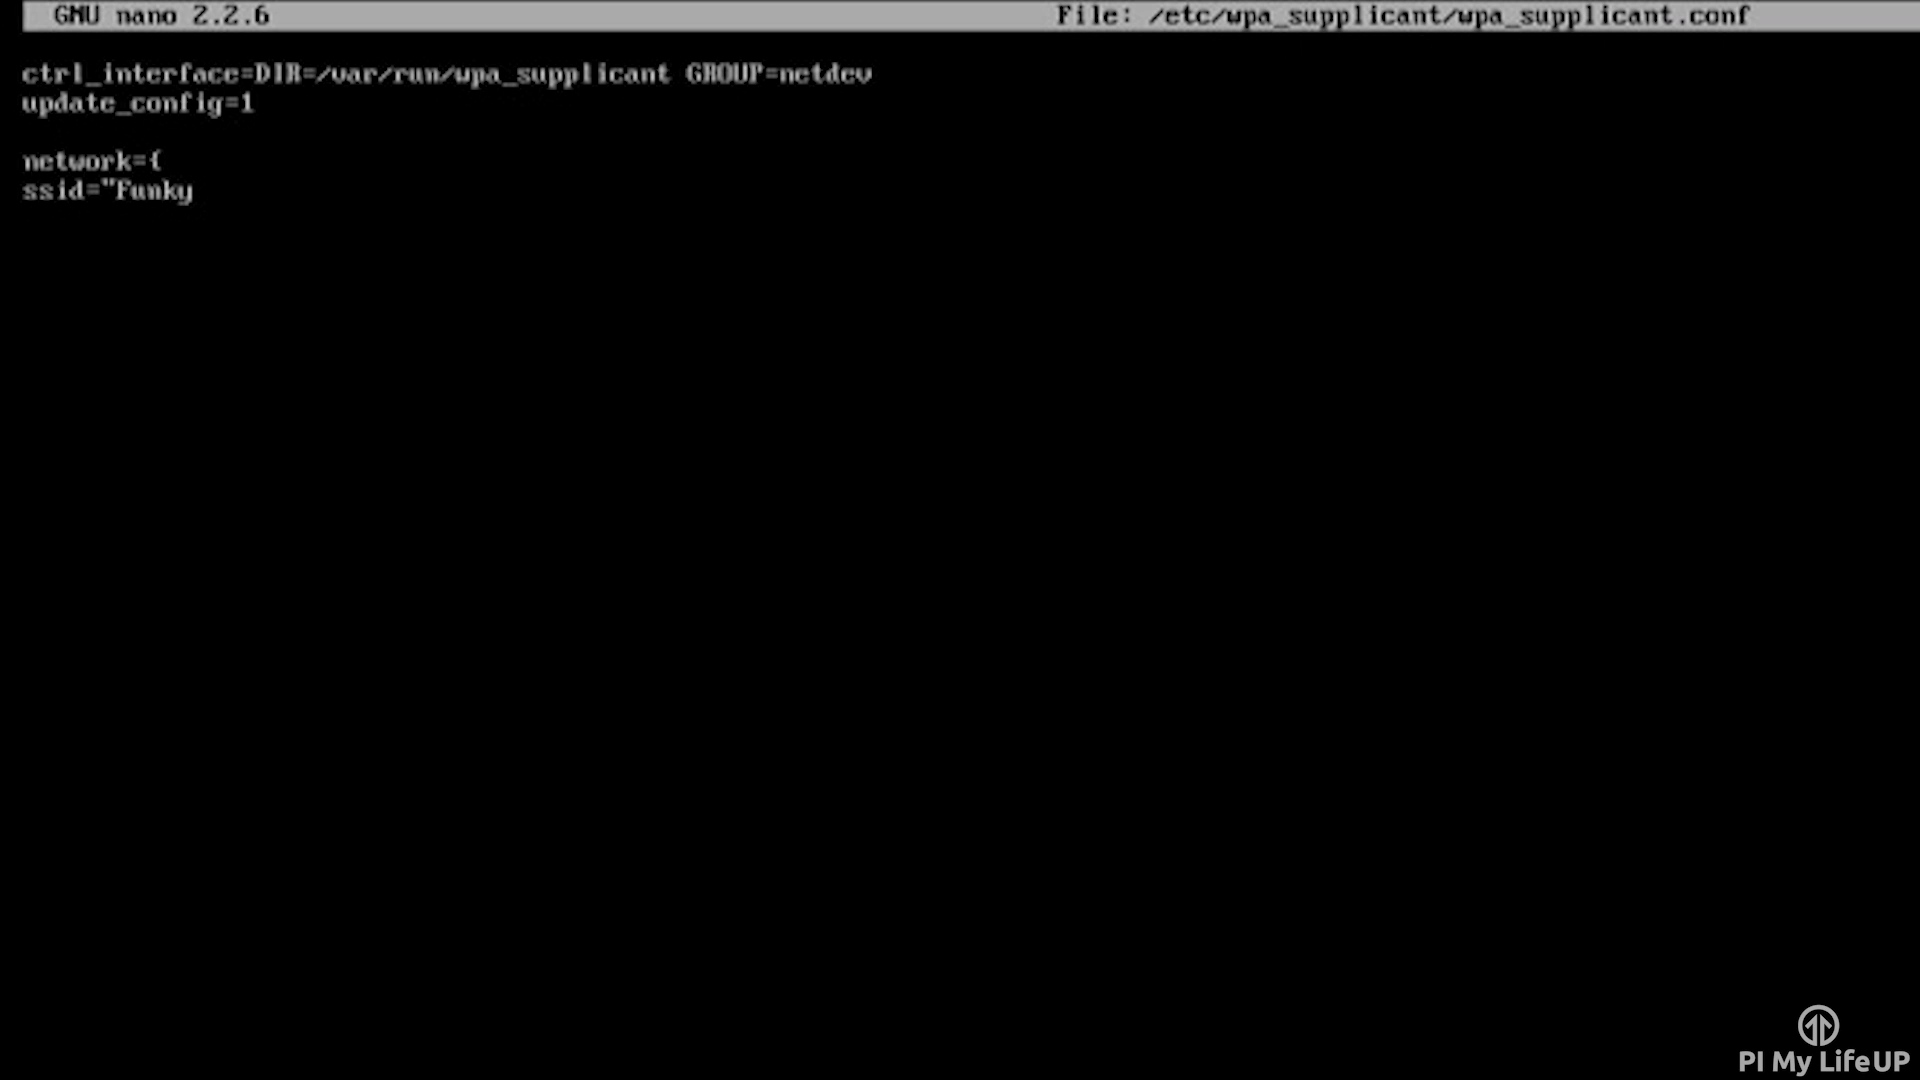 GNU nano 2.2.6 File: /etc/wpa_supplicant/wpa_supplicant.conf
ctrl_interface=DIR=/var/run/wpa_supplicant GROUP=netdev
update_config=1
network={
ssid="Funky
PI My LifeUP